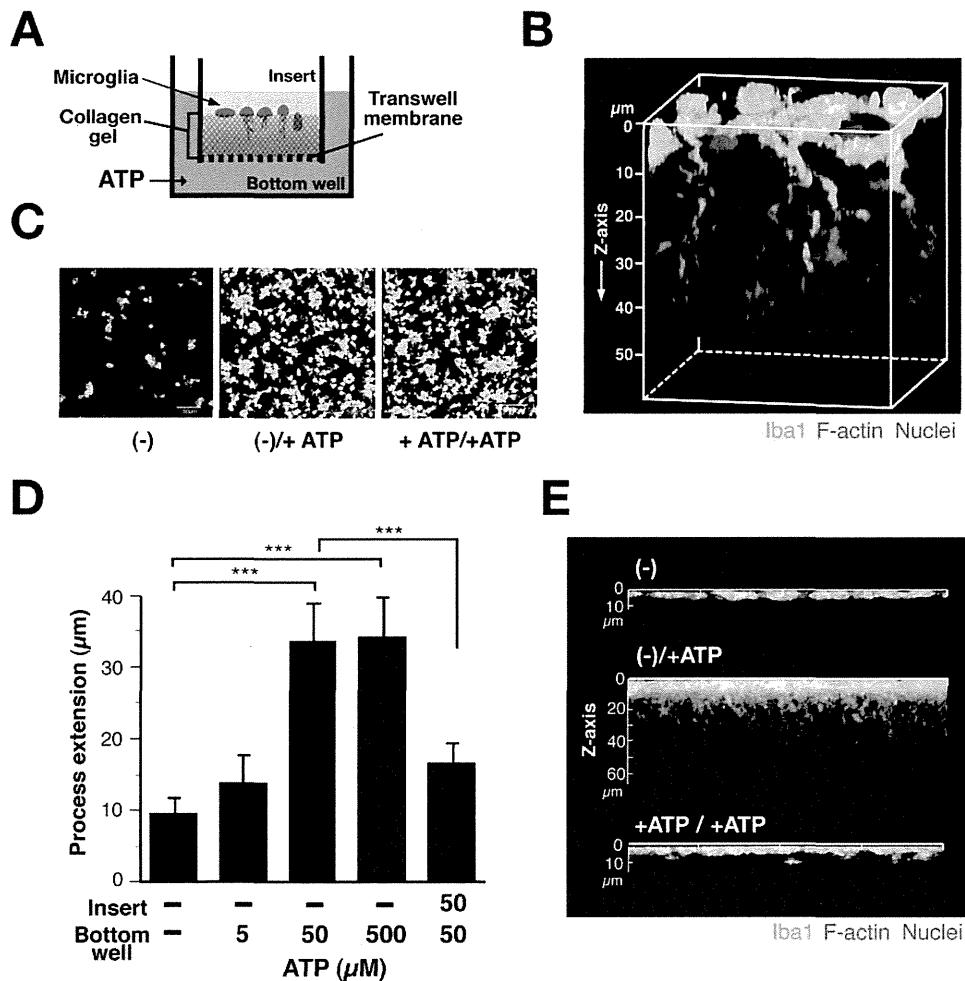 A
Microglia
Insert
Collagen
gel
Transwell
membrane
ATP
Bottom well
B
µm
0
10
20
30
40
50
Z-axis
Iba1 F-actin Nuclei
C
(-)
(-)/+ ATP
+ ATP/+ATP
D
***
***
***
Process extension (µm)
40
30
20
10
0
Insert
– – – – 50
Bottom
well
– 5 50 500 50
ATP (µM)
E
(-)
0
10
µm
(-)/+ATP
0
20
40
60
µm
Z-axis
+ATP / +ATP
0
10
µm
Iba1 F-actin Nuclei